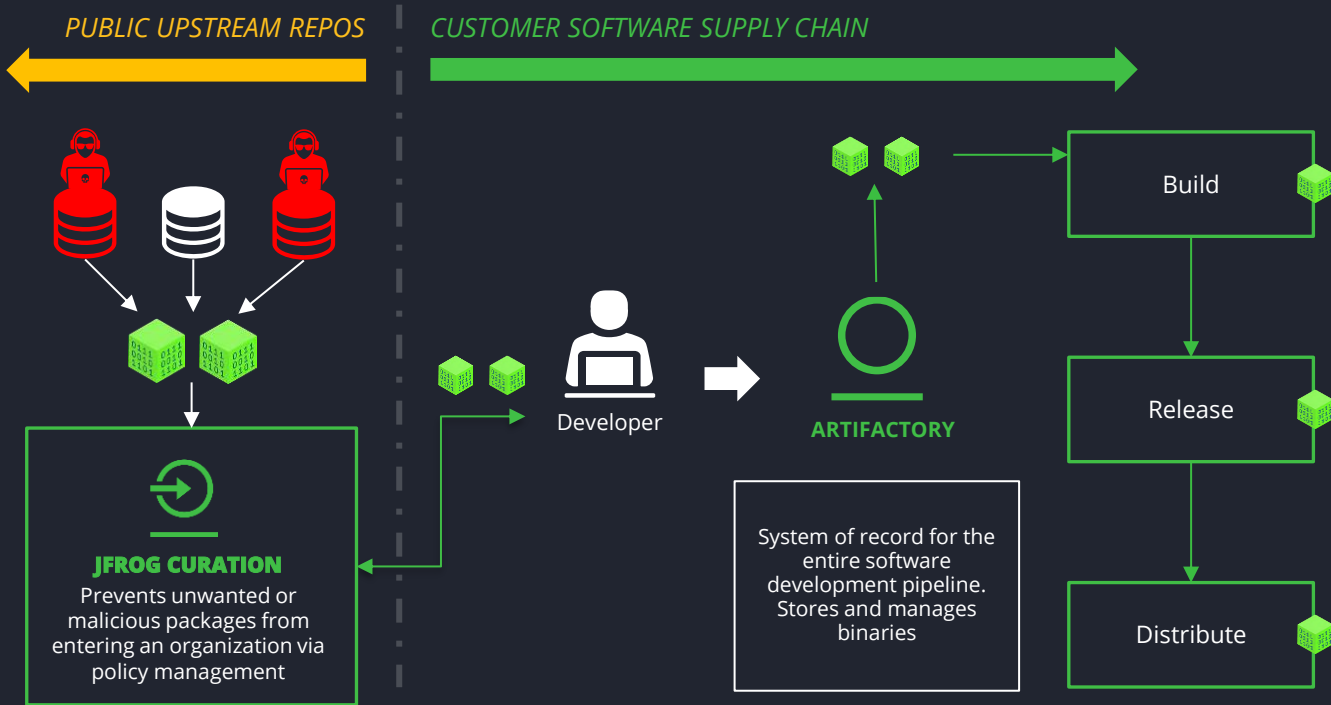 PUBLIC UPSTREAM REPOS
CUSTOMER SOFTWARE SUPPLY CHAIN
Build
Developer
ARTIFACTORY
Release
JFROG CURATION
Prevents unwanted or
malicious packages from
entering an organization via
policy management
System of record for the
entire software
development pipeline.
Stores and manages
binaries
Distribute